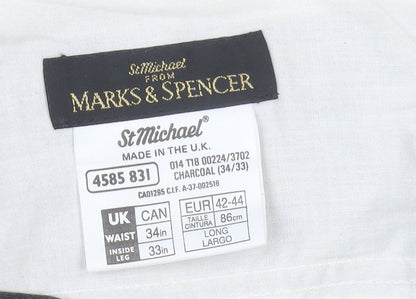 St Michael
FROM
MARKS & SPENCER
St Michael®
MADE IN THE U.K.
4585 831
014 T18 00224/3702
CHARCOAL (34/33)
CA01295 C.I.F. A-37-002516
UK CAN
WAIST 34in
INSIDE LEG 33in
EUR 42-44
TAILLE CINTURA 86cm
LONG
LARGO